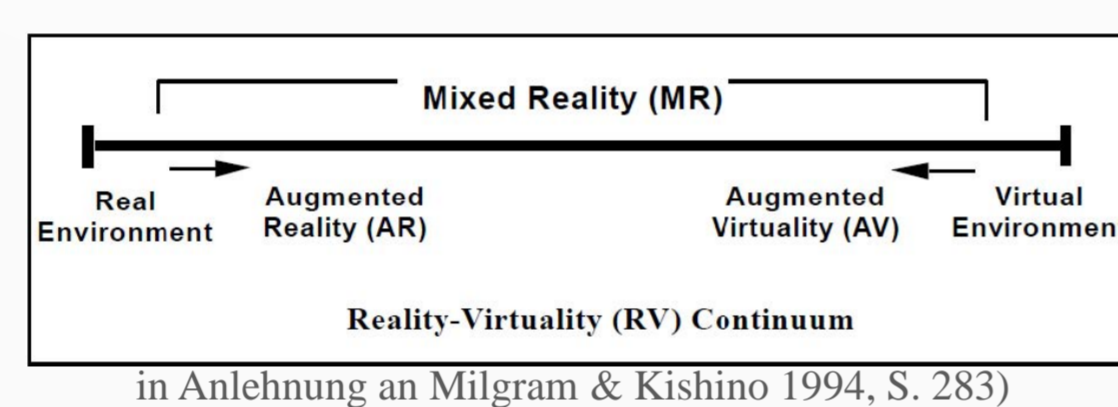 Mixed Reality (MR)
Real
Environment
Augmented
Reality (AR)
Augmented
Virtuality (AV)
Virtual
Environmen
Reality-Virtuality (RV) Continuum
in Anlehnung an Milgram & Kishino 1994, S. 283)